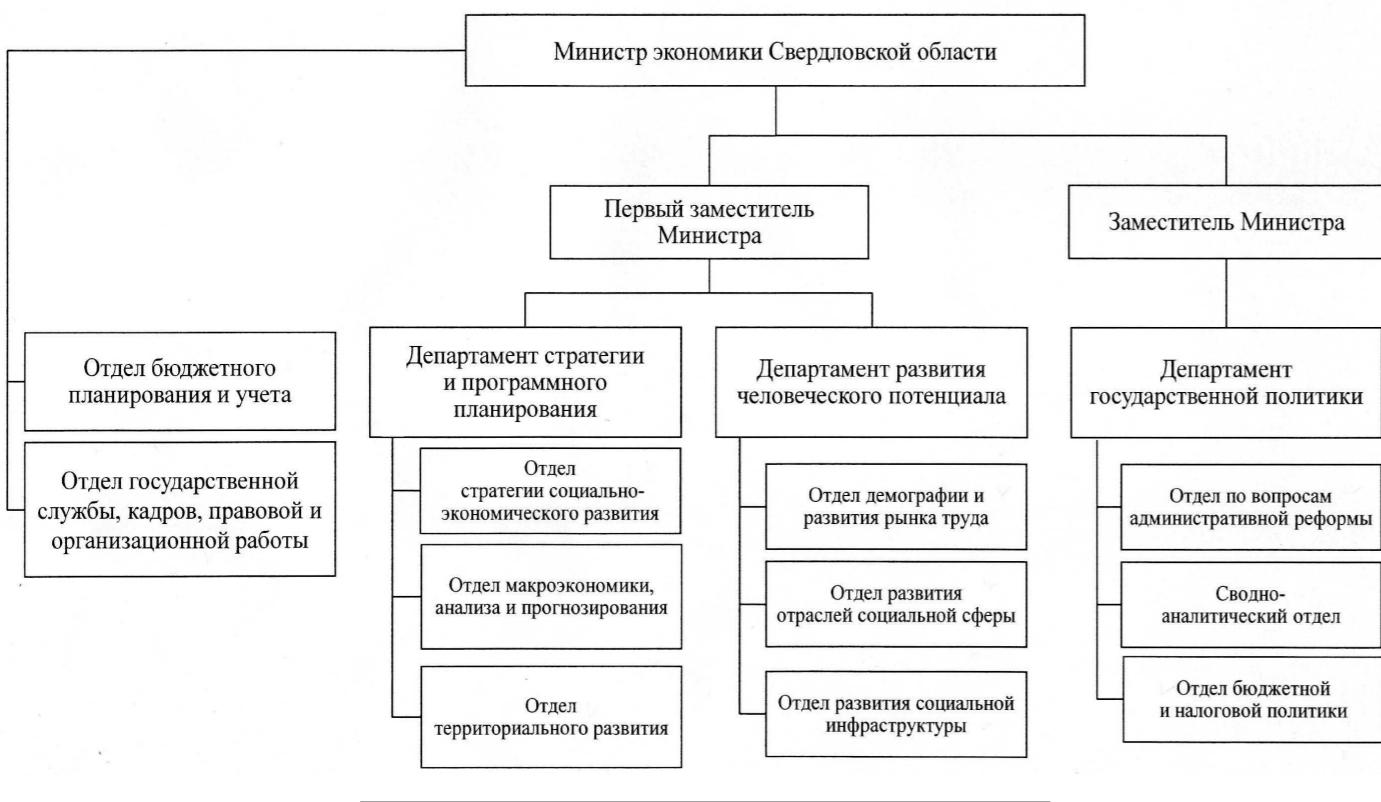 Министр экономики Свердловской области
Первый заместитель
Министра
Заместитель Министра
Отдел бюджетного
планирования и учета
Отдел государственной
службы, кадров, правовой и
организационной работы
Департамент стратегии
и программного
планирования
Отдел
стратегии социально-
экономического развития
Отдел макроэкономики,
анализа и прогнозирования
Отдел
территориального развития
Департамент развития
человеческого потенциала
Отдел демографии и
развития рынка труда
Отдел развития
отраслей социальной сферы
Отдел развития социальной
инфраструктуры
Департамент
государственной политики
Отдел по вопросам
административной реформы
Сводно-
аналитический отдел
Отдел бюджетной
и налоговой политики